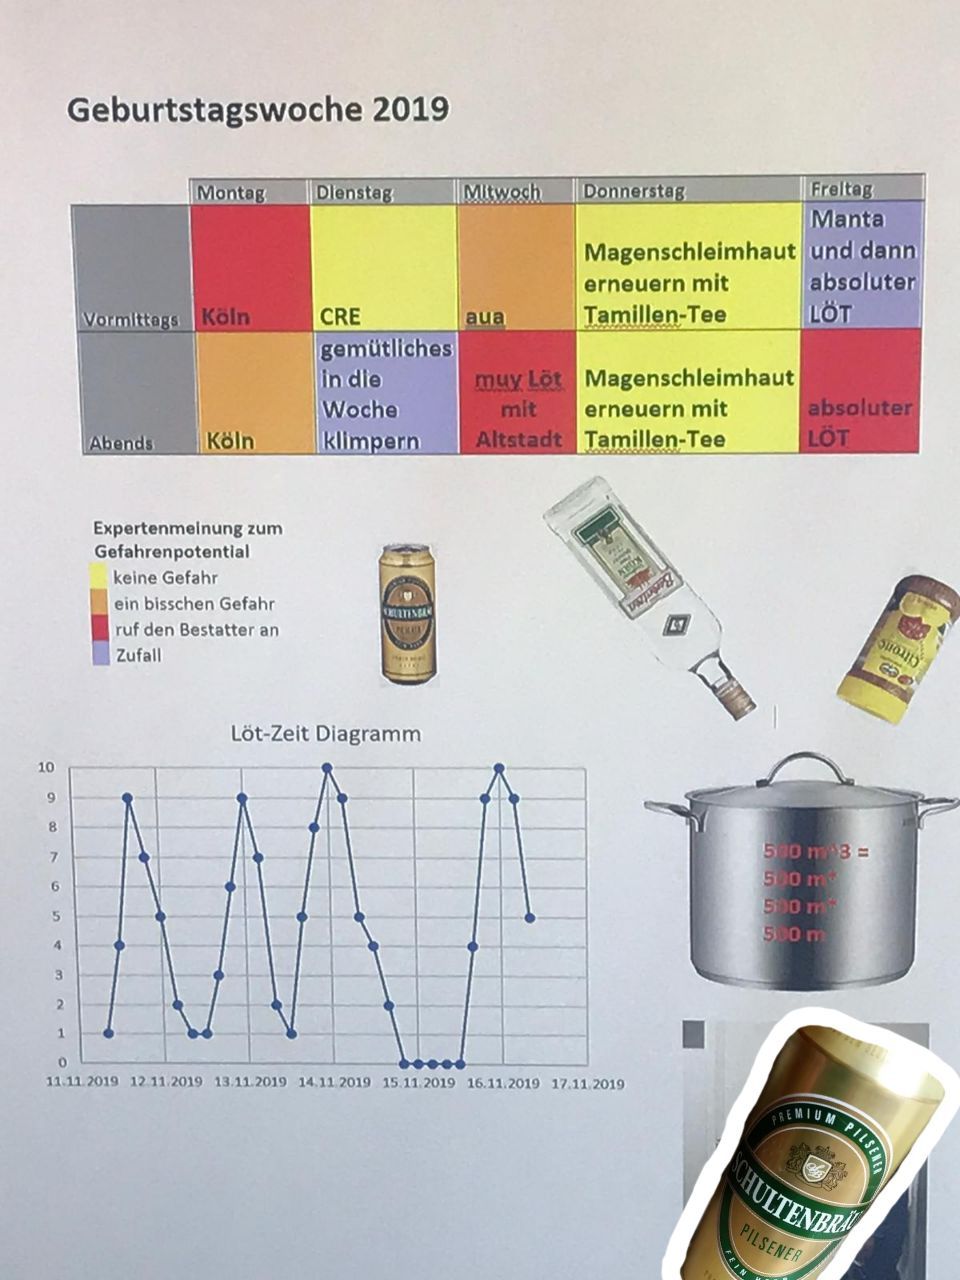 Geburtstagswoche 2019
Montag Dienstag Mitwoch Donnerstag Freitag
Vormittags
Köln
CRE
aua
Magenschleimhaut
erneuern mit
Tamillen-Tee
Manta
und dann
absoluter
LÖT
Abends
Köln
gemütliches
in die
Woche
klimpern
muy Löt
mit
Altstadt
Magenschleimhaut
erneuern mit
Tamillen-Tee
absoluter
LÖT
Expertenmeinung zum
Gefahrenpotential
keine Gefahr
ein bisschen Gefahr
ruf den Bestatter an
Zufall
SCHULTENBRÄU
KORN
Citrone
Löt-Zeit Diagramm
10
9
8
7
6
5
4
3
2
1
0
11.11.2019 12.11.2019 13.11.2019 14.11.2019 15.11.2019 16.11.2019 17.11.2019
500 m^3 =
500 m*
500 m*
500 m
PREMIUM PILSENER
SCHULTENBRÄU
PILSENER